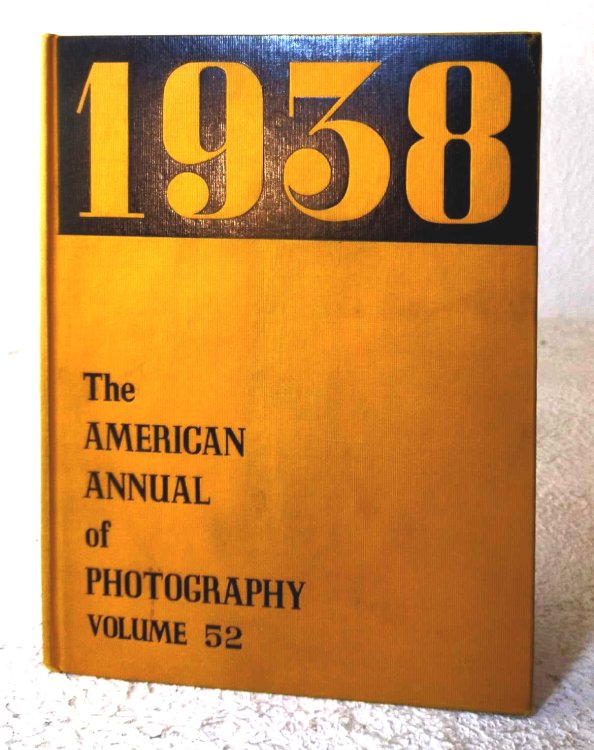 1938
The
AMERICAN
ANNUAL
of
PHOTOGRAPHY
VOLUME 52